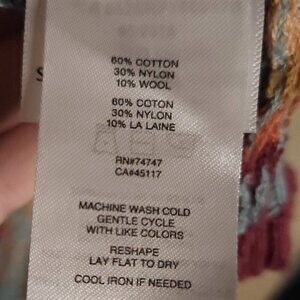 60% COTTON
30% NYLON
10% WOOL
60% COTON
30% NYLON
10% LA LAINE
RN#74747
CA#45117
MACHINE WASH COLD
GENTLE CYCLE
WITH LIKE COLORS
RESHAPE
LAY FLAT TO DRY
COOL IRON IF NEEDED